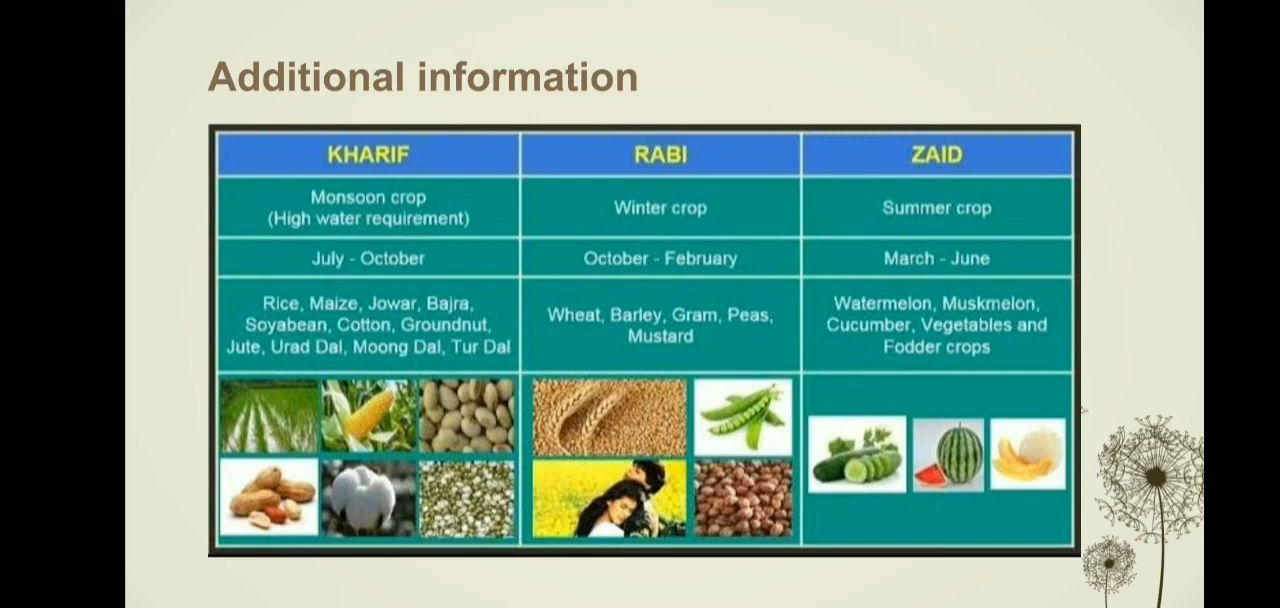 Additional information
KHARIF
RABI
ZAID
Monsoon crop
(High water requirement)
Winter crop
Summer crop
July - October
October - February
March - June
Rice, Maize, Jowar, Bajra,
Soyabean, Cotton, Groundnut,
Jute, Urad Dal, Moong Dal, Tur Dal
Wheat, Barley, Gram, Peas,
Mustard
Watermelon, Muskmelon,
Cucumber, Vegetables and
Fodder crops